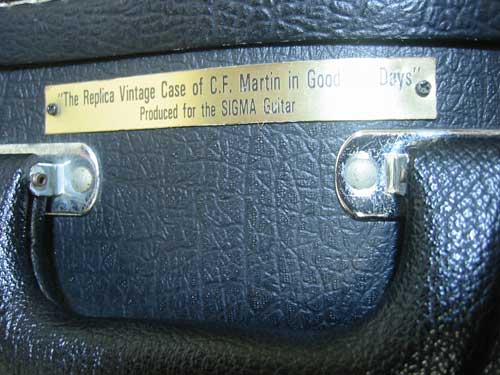 "The Replica Vintage Case of C.F. Martin in Good Days"
Produced for the SIGMA Guitar